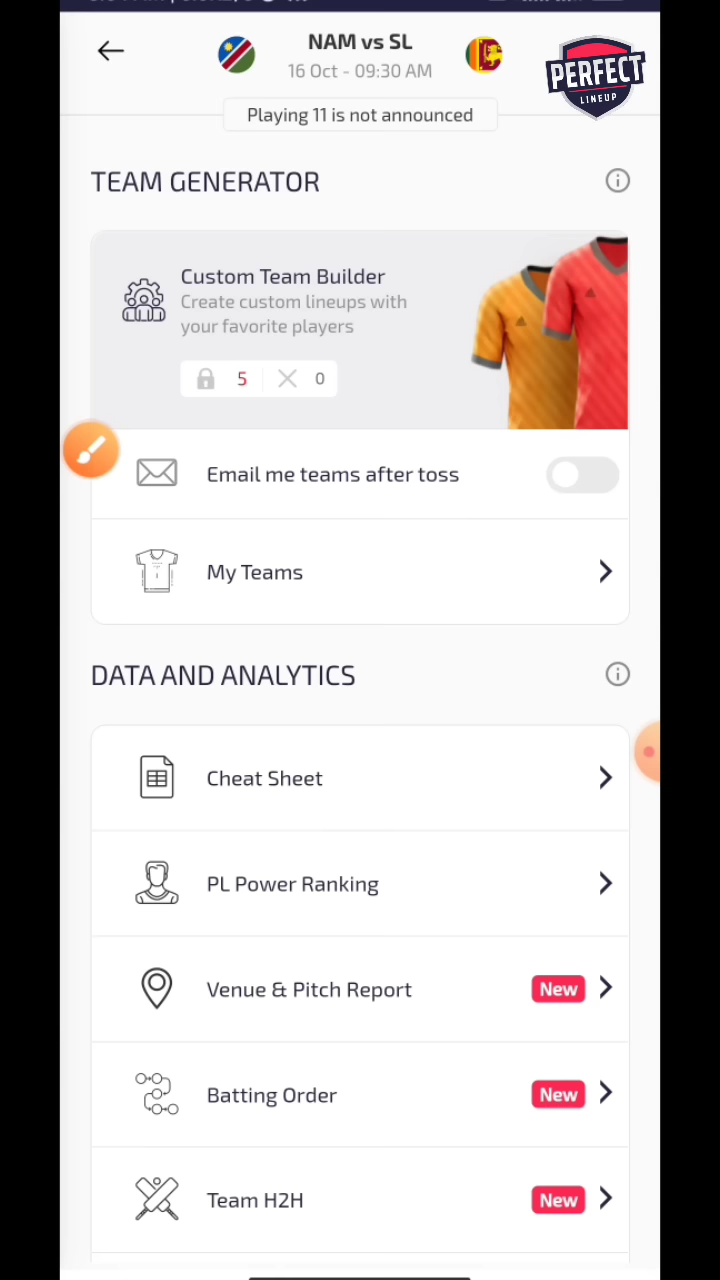 NAM vs SL
16 Oct - 09:30 AM
PERFECT
LINEUP
Playing 11 is not announced
TEAM GENERATOR
Custom Team Builder
Create custom lineups with
your favorite players
5
0
Email me teams after toss
My Teams
DATA AND ANALYTICS
Cheat Sheet
PL Power Ranking
Venue & Pitch Report
New
Batting Order
New
Team H2H
New